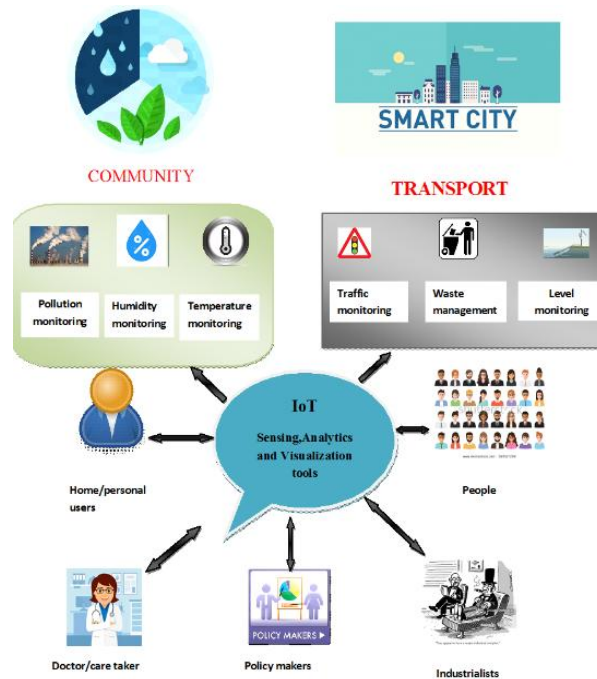 SMART CITY
COMMUNITY
TRANSPORT
%
Pollution
monitoring
Humidity
monitoring
Temperature
monitoring
Traffic
monitoring
Waste
management
Level
monitoring
IoT
Sensing,Analytics
and Visualization
tools
Home/personal
users
People
POLICY MAKERS
Doctor/care taker
Policy makers
Industrialists